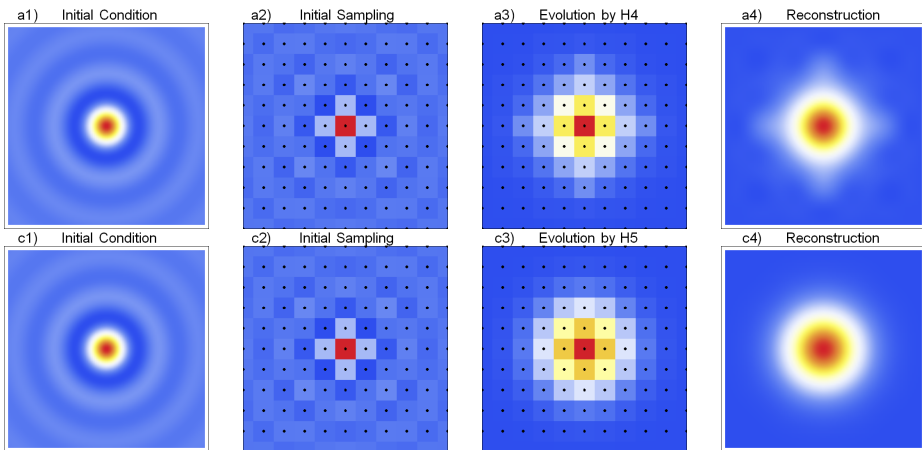 a1) Initial Condition
a2) Initial Sampling
a3) Evolution by H4
a4) Reconstruction
c1) Initial Condition
c2) Initial Sampling
c3) Evolution by H5
c4) Reconstruction